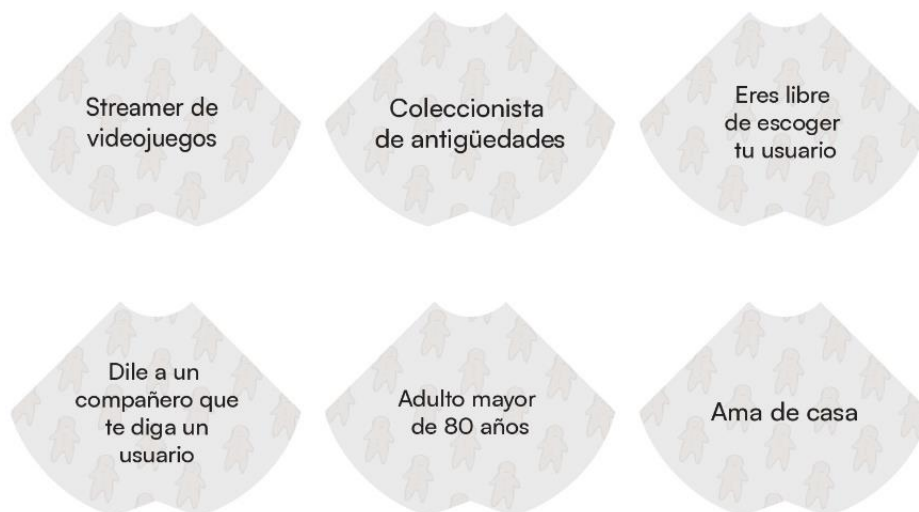 Streamer de
videojuegos
Coleccionista
de antigüedades
Eres libre
de escoger
tu usuario
Dile a un
compañero que
te diga un
usuario
Adulto mayor
de 80 años
Ama de casa